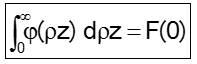 ∫₀^∞ φ(ρz) dρz = F(0)